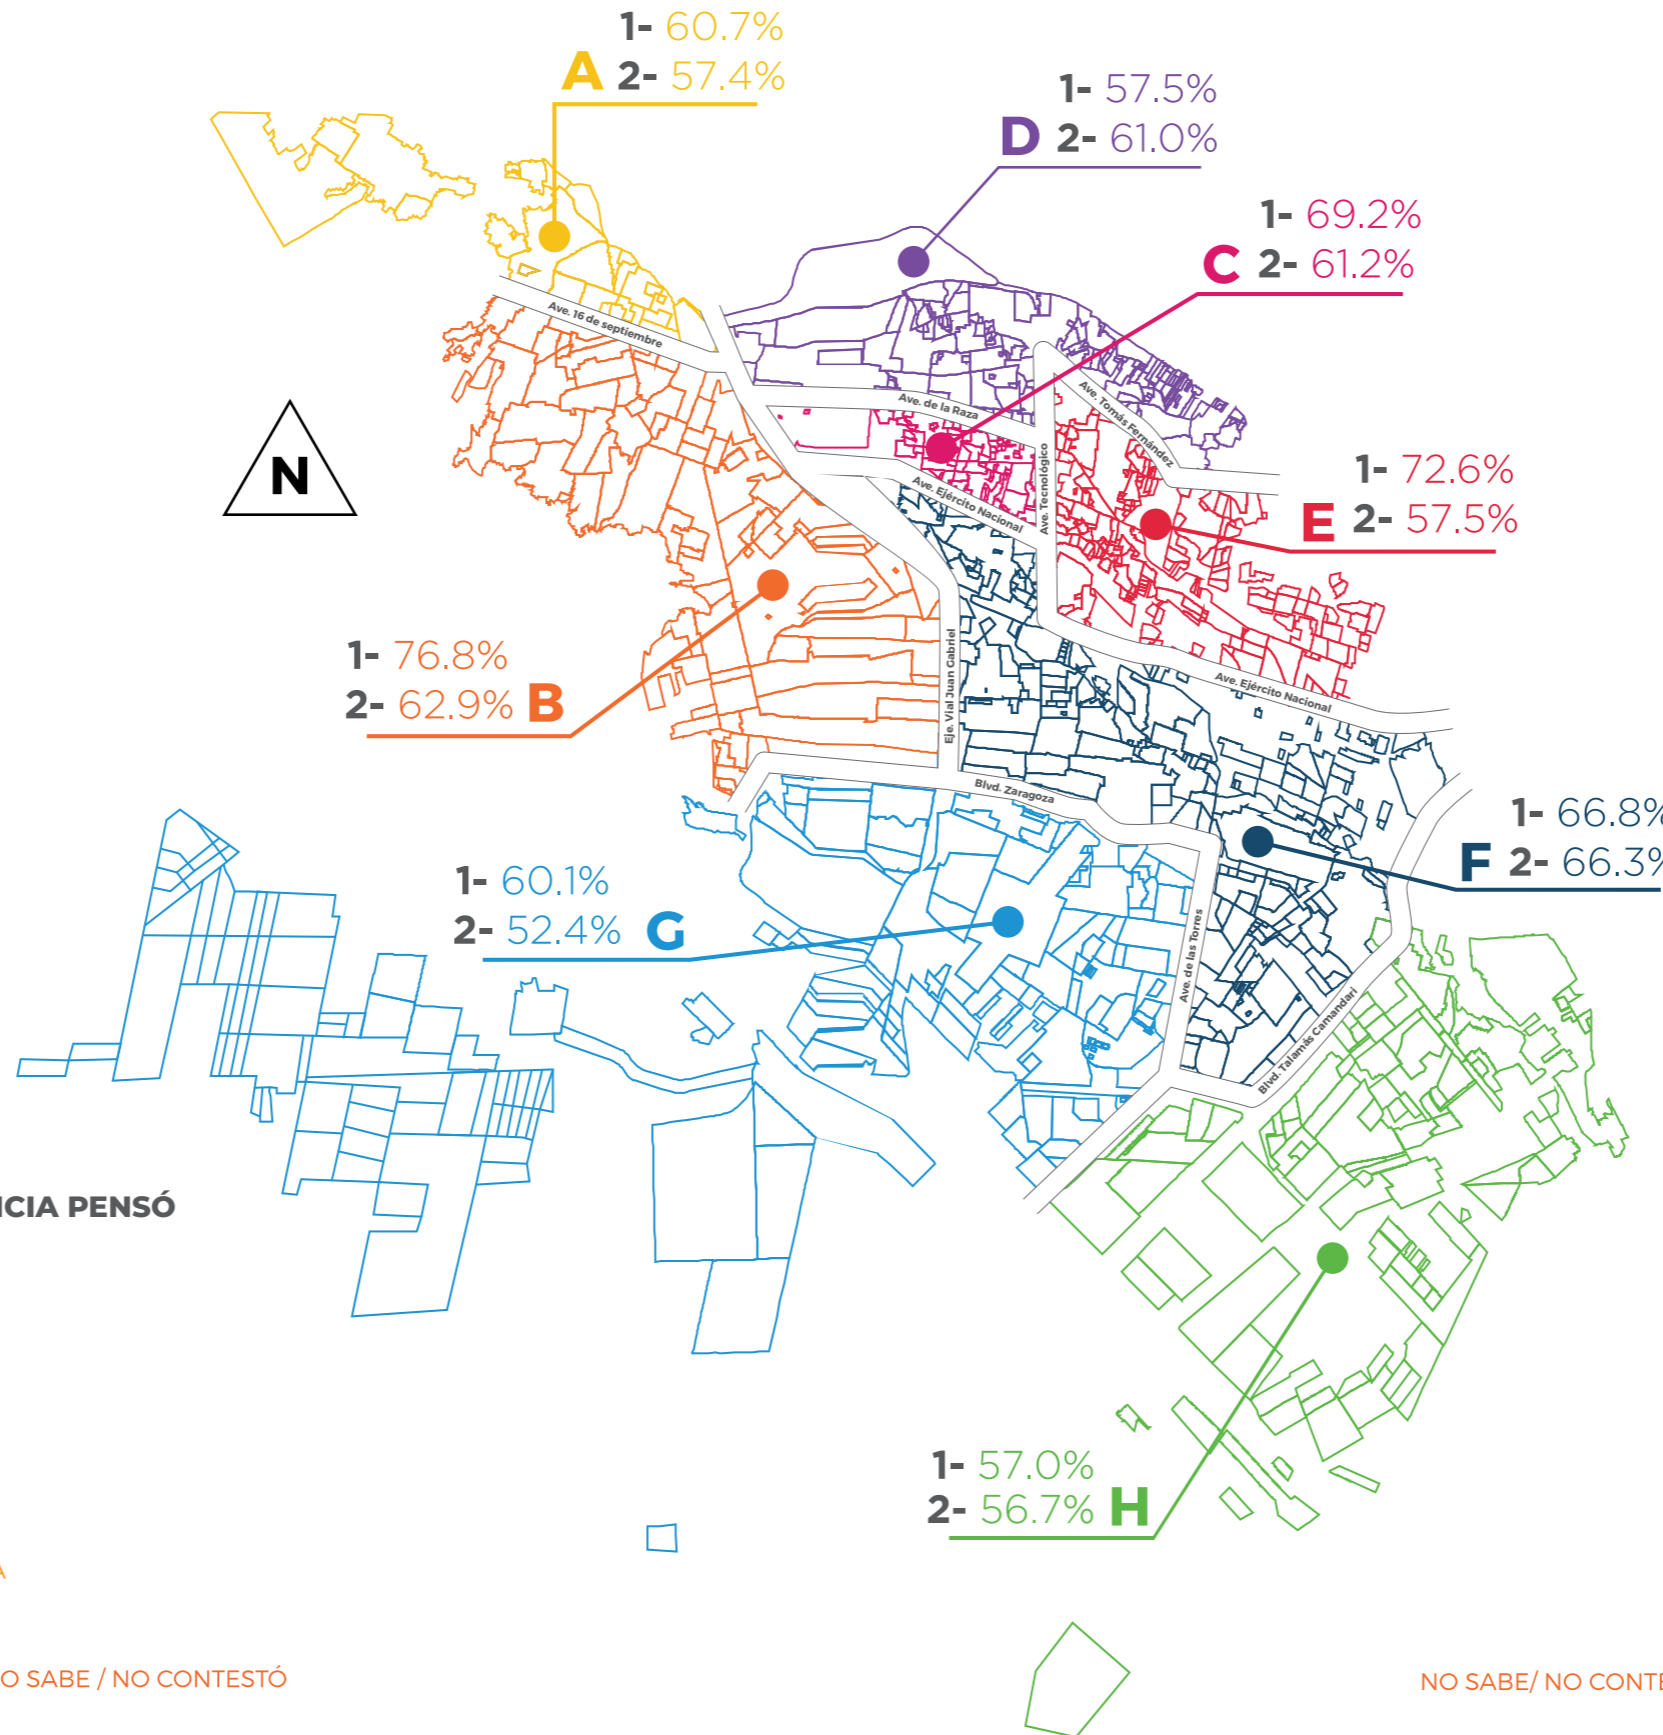 1- 60.7%
A 2- 57.4%
1- 57.5%
D 2- 61.0%
1- 69.2%
C 2- 61.2%
Ave. 16 de septiembre
Ave. de la Raza
Ave. Tomás Fernández
N
Ave. Tecnológico
Ave. Ejército Nacional
1- 72.6%
E 2- 57.5%
1- 76.8%
2- 62.9% B
Eje. Vial Juan Gabriel
Ave. Ejército Nacional
Blvd. Zaragoza
1- 66.8%
F 2- 66.3%
1- 60.1%
2- 52.4% G
Ave. de las Torres
Blvd. Talamás Camandari
NCIA PENSÓ
1- 57.0%
2- 56.7% H
A
O SABE / NO CONTESTÓ
NO SABE/ NO CONTE